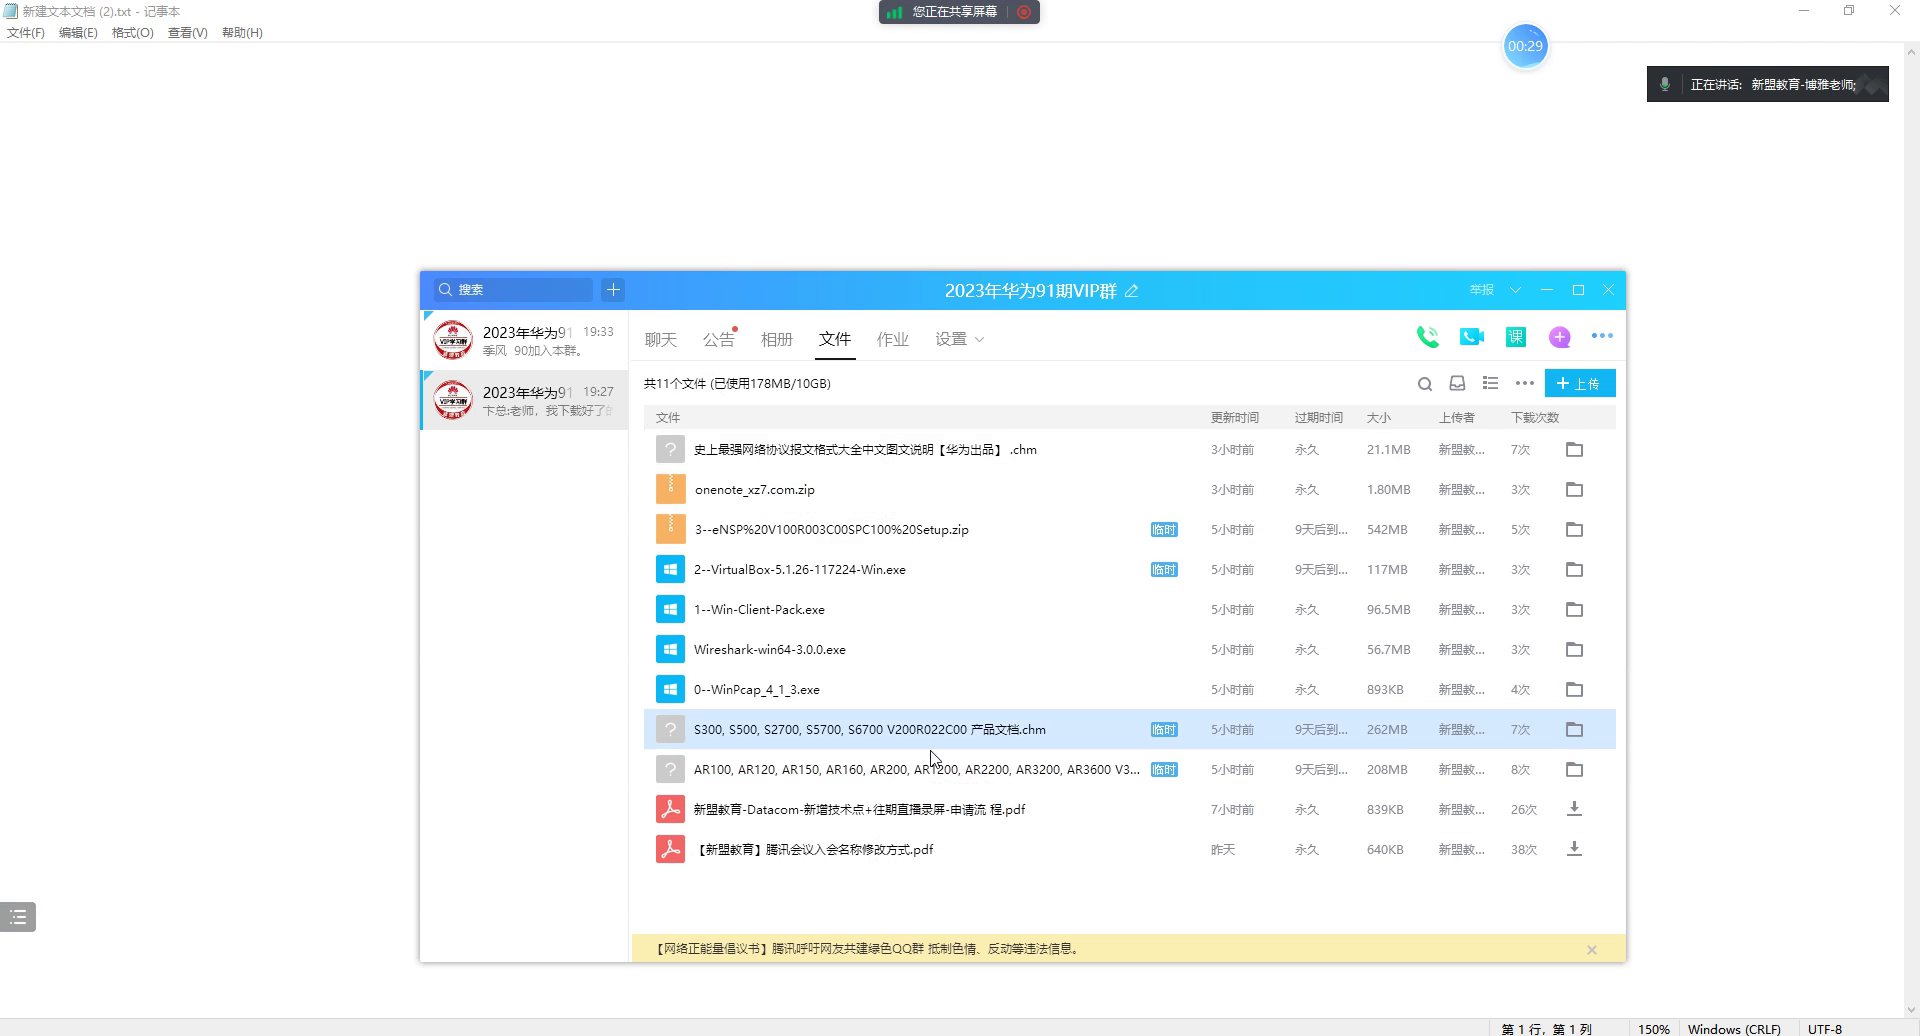 新建文本文档 (2).txt - 记事本
您正在共享屏幕
文件(F) 编辑(E) 格式(O) 查看(V) 帮助(H)
00:29
正在讲话: 新盟教育-博雅老师;
搜索
2023年华为91期VIP群
举报
2023年华为91 19:33
季风 90加入本群。
2023年华为91 19:27
卞总:老师，我下载好了的
聊天 公告 相册 文件 作业 设置
课
共11个文件 (已使用178MB/10GB)
上传
文件 更新时间 过期时间 大小 上传者 下载次数
史上最强网络协议报文格式大全中文图文说明【华为出品】 .chm 3小时前 永久 21.1MB 新盟教... 7次
onenote_xz7.com.zip 3小时前 永久 1.80MB 新盟教... 3次
3--eNSP%20V100R003C00SPC100%20Setup.zip 临时 5小时前 9天后到... 542MB 新盟教... 5次
2--VirtualBox-5.1.26-117224-Win.exe 临时 5小时前 9天后到... 117MB 新盟教... 3次
1--Win-Client-Pack.exe 5小时前 永久 96.5MB 新盟教... 3次
Wireshark-win64-3.0.0.exe 5小时前 永久 56.7MB 新盟教... 3次
0--WinPcap_4_1_3.exe 5小时前 永久 893KB 新盟教... 4次
S300, S500, S2700, S5700, S6700 V200R022C00 产品文档.chm 临时 5小时前 9天后到... 262MB 新盟教... 7次
AR100, AR120, AR150, AR160, AR200, AR1200, AR2200, AR3200, AR3600 V3... 临时 5小时前 9天后到... 208MB 新盟教... 8次
新盟教育-Datacom-新增技术点+往期直播录屏-申请流 程.pdf 7小时前 永久 839KB 新盟教... 26次
【新盟教育】腾讯会议入会名称修改方式.pdf 昨天 永久 640KB 新盟教... 38次
【网络正能量倡议书】腾讯呼吁网友共建绿色QQ群 抵制色情、反动等违法信息。
第 1 行，第 1 列 150% Windows (CRLF) UTF-8